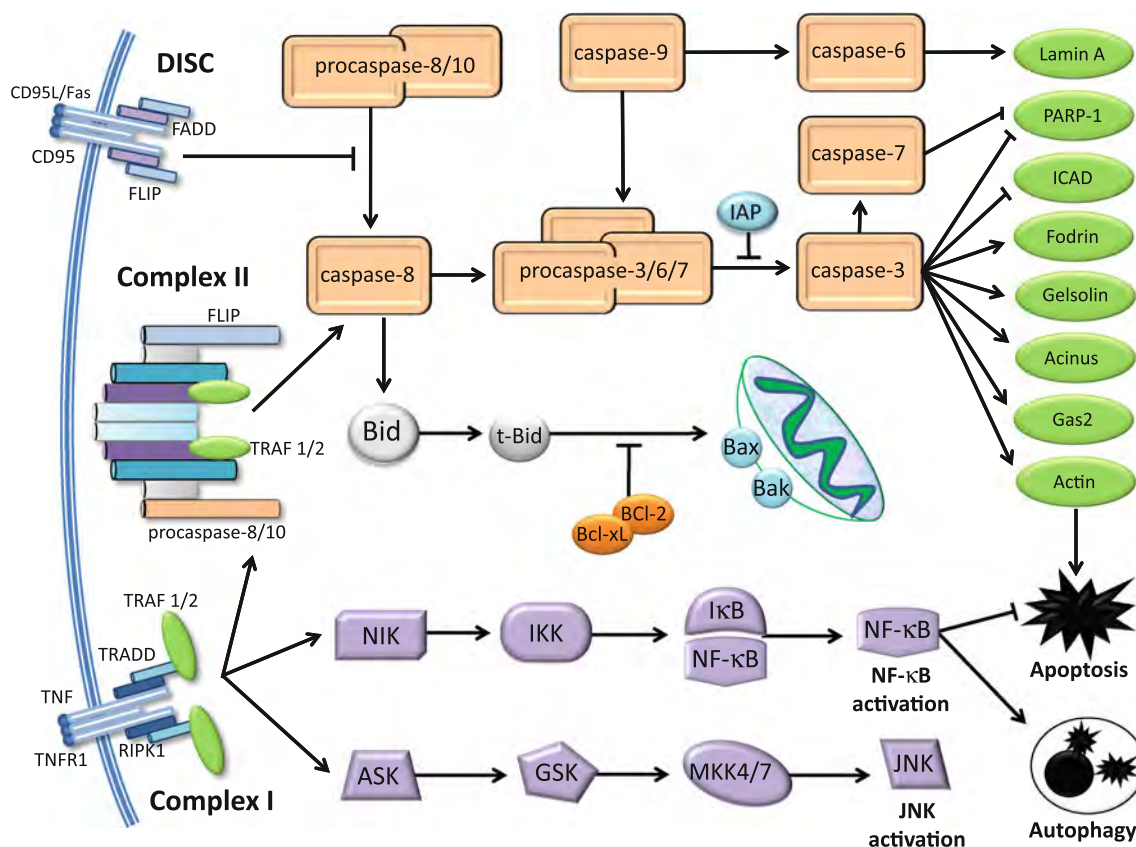 DISC
CD95L/Fas
FADD
CD95
FLIP
procaspase-8/10
caspase-9
caspase-6
Lamin A
PARP-1
caspase-7
ICAD
IAP
Fodrin
caspase-8
procaspase-3/6/7
caspase-3
Gelsolin
Acinus
Gas2
Actin
Complex II
FLIP
TRAF 1/2
procaspase-8/10
Bid
t-Bid
Bax
Bak
BCl-2
Bcl-xL
TRAF 1/2
TRADD
TNF
TNFR1
RIPK1
Complex I
NIK
IKK
IκB
NF-κB
NF-κB
NF-κB
activation
Apoptosis
ASK
GSK
MKK4/7
JNK
JNK
activation
Autophagy